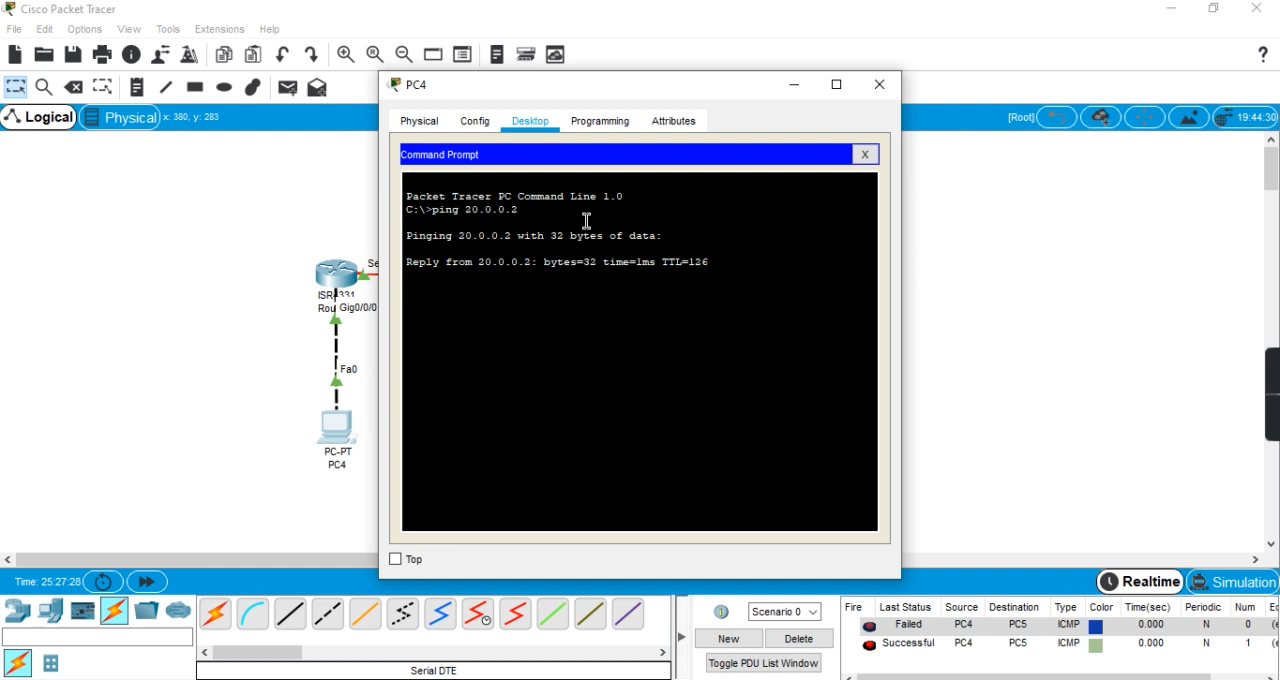 Cisco Packet Tracer
File Edit Options View Tools Extensions Help
?
PC4
Logical Physical x: 380, y: 283 [Root] 19:44:30
Physical Config Desktop Programming Attributes
Command Prompt X
Packet Tracer PC Command Line 1.0
C:\>ping 20.0.0.2
Pinging 20.0.0.2 with 32 bytes of data:
Reply from 20.0.0.2: bytes=32 time=1ms TTL=126
Se
ISR4331
Rou Gig0/0/0
Fa0
PC-PT
PC4
Top
Time: 25:27:28 Realtime Simulation
Scenario 0
New Delete
Toggle PDU List Window
Serial DTE
Fire Last Status Source Destination Type Color Time(sec) Periodic Num Ed
Failed PC4 PC5 ICMP 0.000 N 0 (e
Successful PC4 PC5 ICMP 0.000 N 1 (e